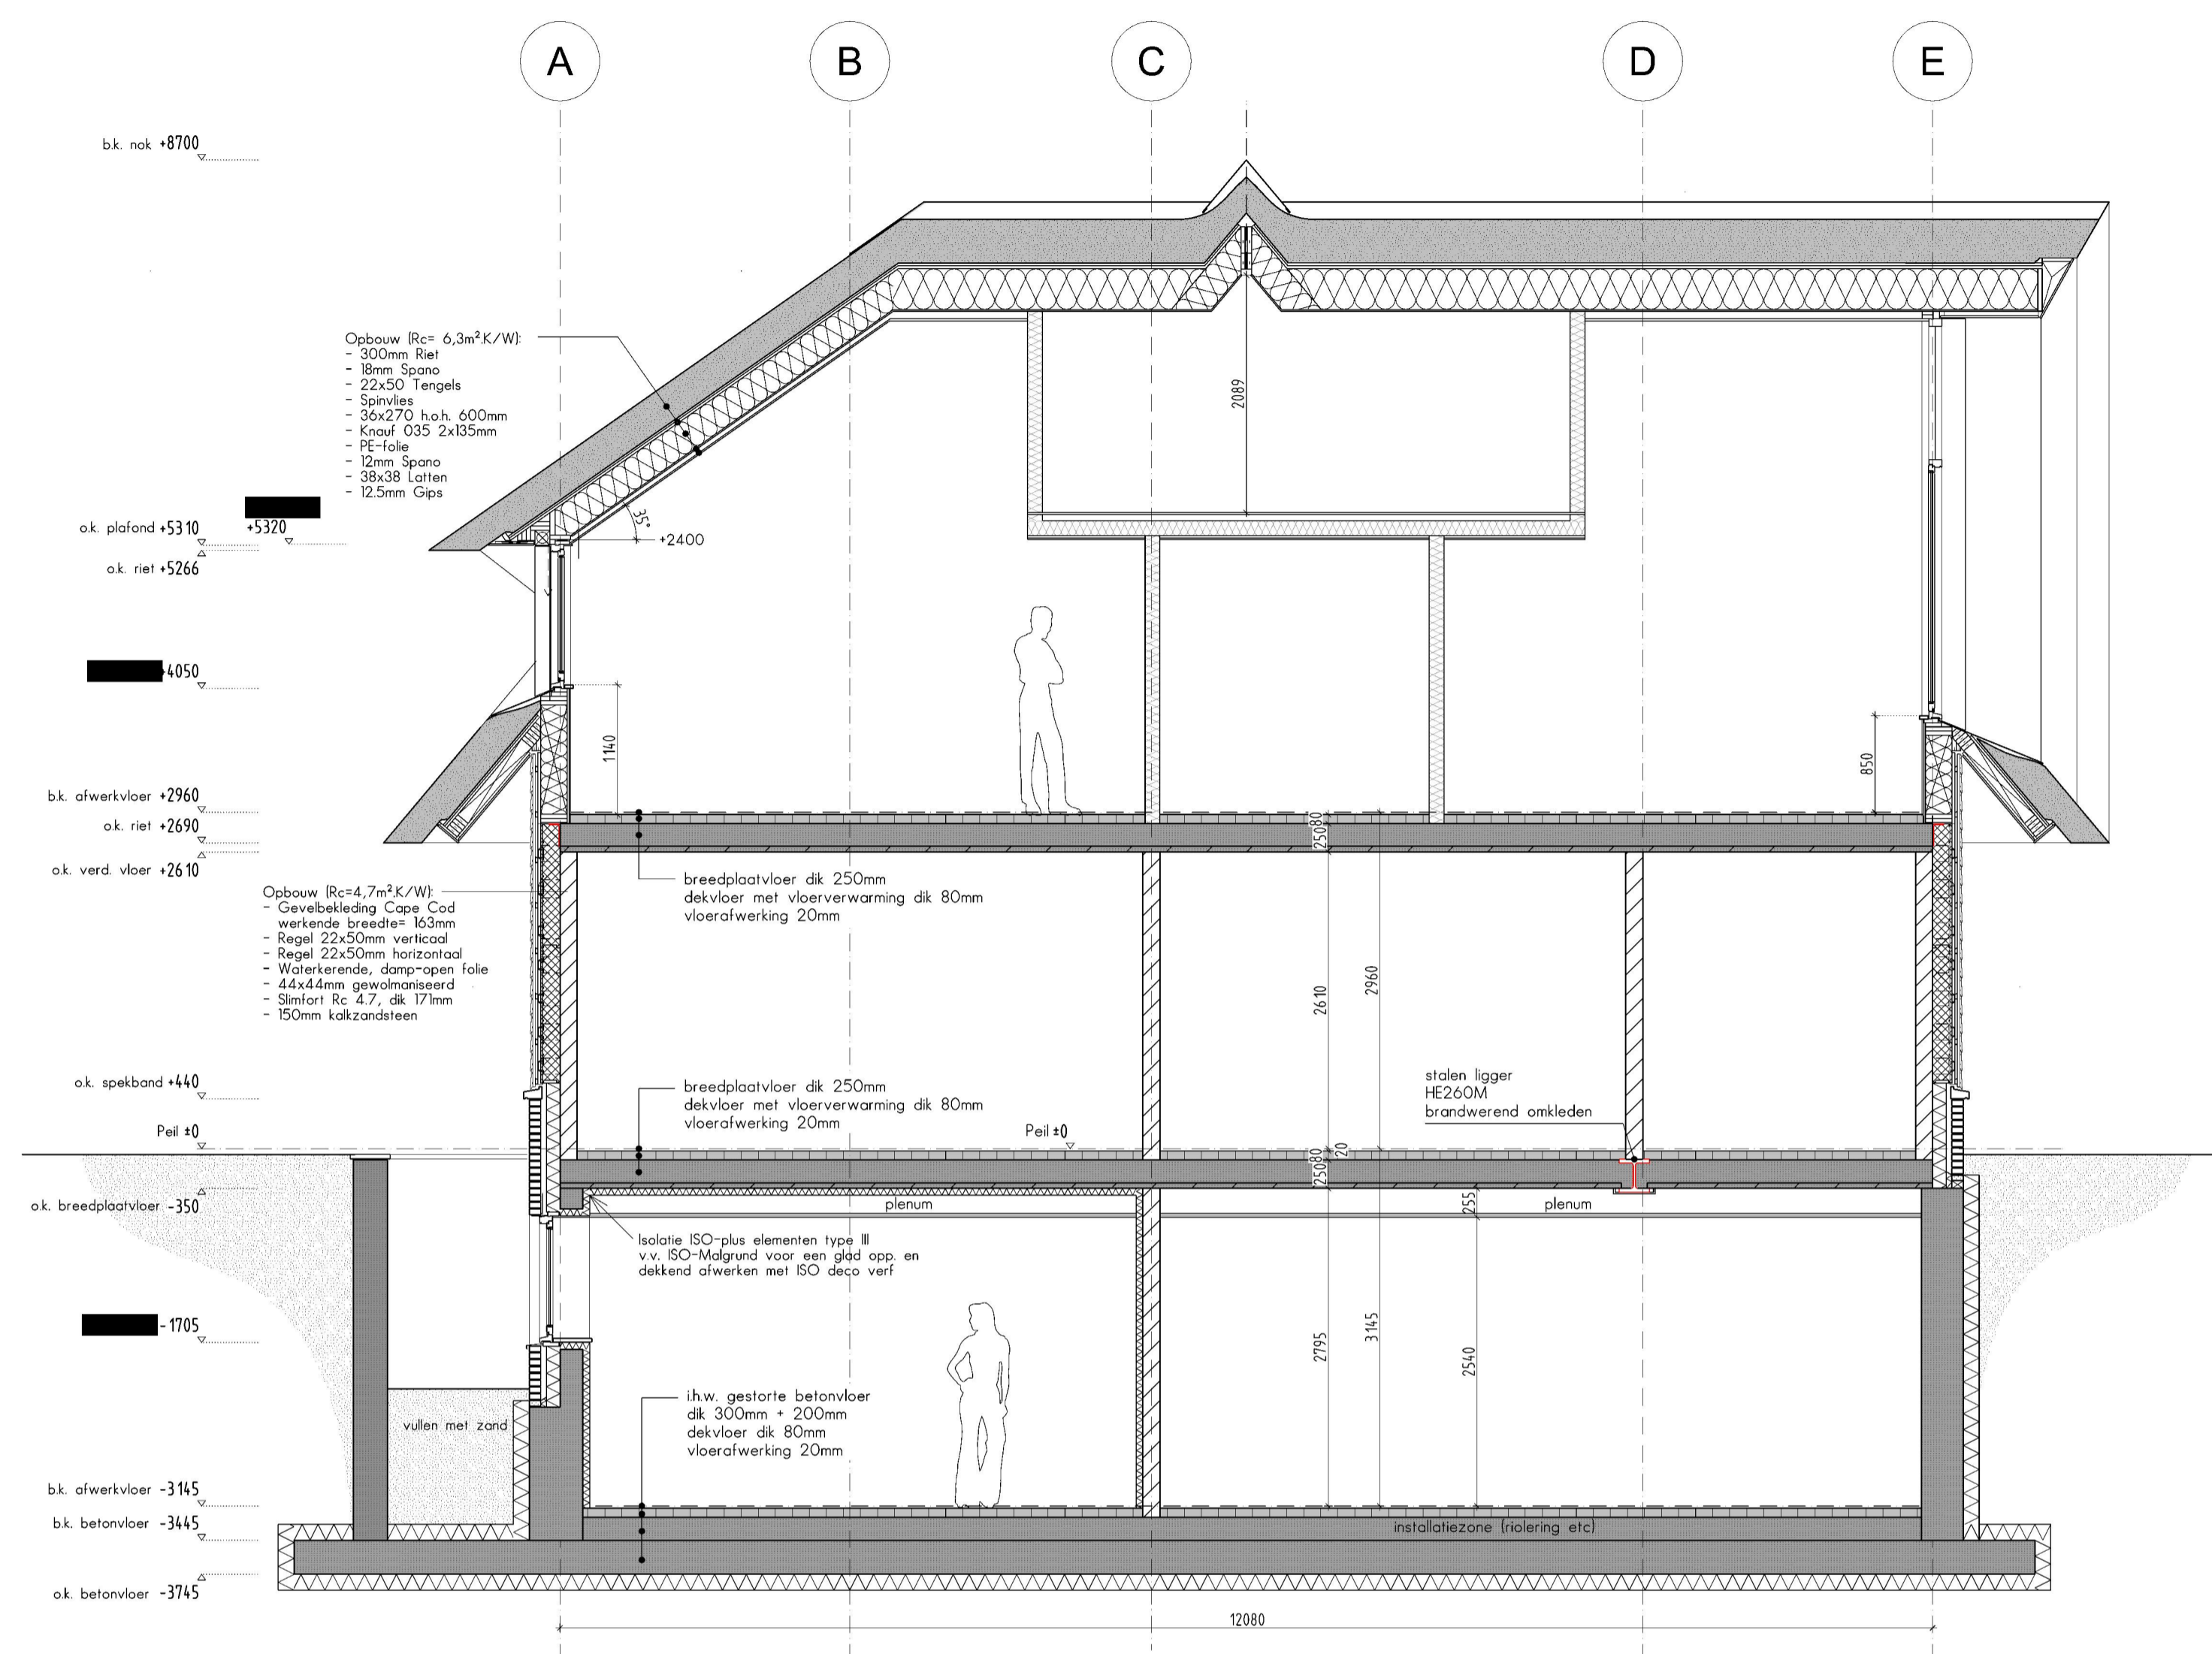 A
B
C
D
E
b.k. nok +8700
Opbouw (Rc= 6,3m².K/W):
- 300mm Riet
- 18mm Spano
- 22x50 Tengels
- Spinvlies
- 36x270 h.o.h. 600mm
- Knauf 035 2x135mm
- PE-folie
- 12mm Spano
- 38x38 Latten
- 12.5mm Gips
2089
o.k. plafond +5310
+5320
35°
+2400
o.k. riet +5266
+4050
1140
850
b.k. afwerkvloer +2960
o.k. riet +2690
o.k. verd. vloer +2610
80
250
breedplaatvloer dik 250mm
dekvloer met vloerverwarming dik 80mm
vloerafwerking 20mm
Opbouw (Rc=4,7m².K/W):
- Gevelbekleding Cape Cod
werkende breedte= 163mm
- Regel 22x50mm verticaal
- Regel 22x50mm horizontaal
- Waterkerende, damp-open folie
- 44x44mm gewolmaniseerd
- Slimfort Rc 4.7, dik 171mm
- 150mm kalkzandsteen
2610
2960
o.k. spekband +440
breedplaatvloer dik 250mm
dekvloer met vloerverwarming dik 80mm
vloerafwerking 20mm
stalen ligger
HE260M
brandwerend omkleden
Peil ±0
Peil ±0
20
80
250
o.k. breedplaatvloer -350
plenum
255
plenum
Isolatie ISO-plus elementen type III
v.v. ISO-Malgrund voor een glad opp. en
dekkend afwerken met ISO deco verf
-1705
2795
3145
2540
i.h.w. gestorte betonvloer
dik 300mm + 200mm
dekvloer dik 80mm
vloerafwerking 20mm
vullen met zand
b.k. afwerkvloer -3145
b.k. betonvloer -3445
installatiezone (riolering etc)
o.k. betonvloer -3745
12080